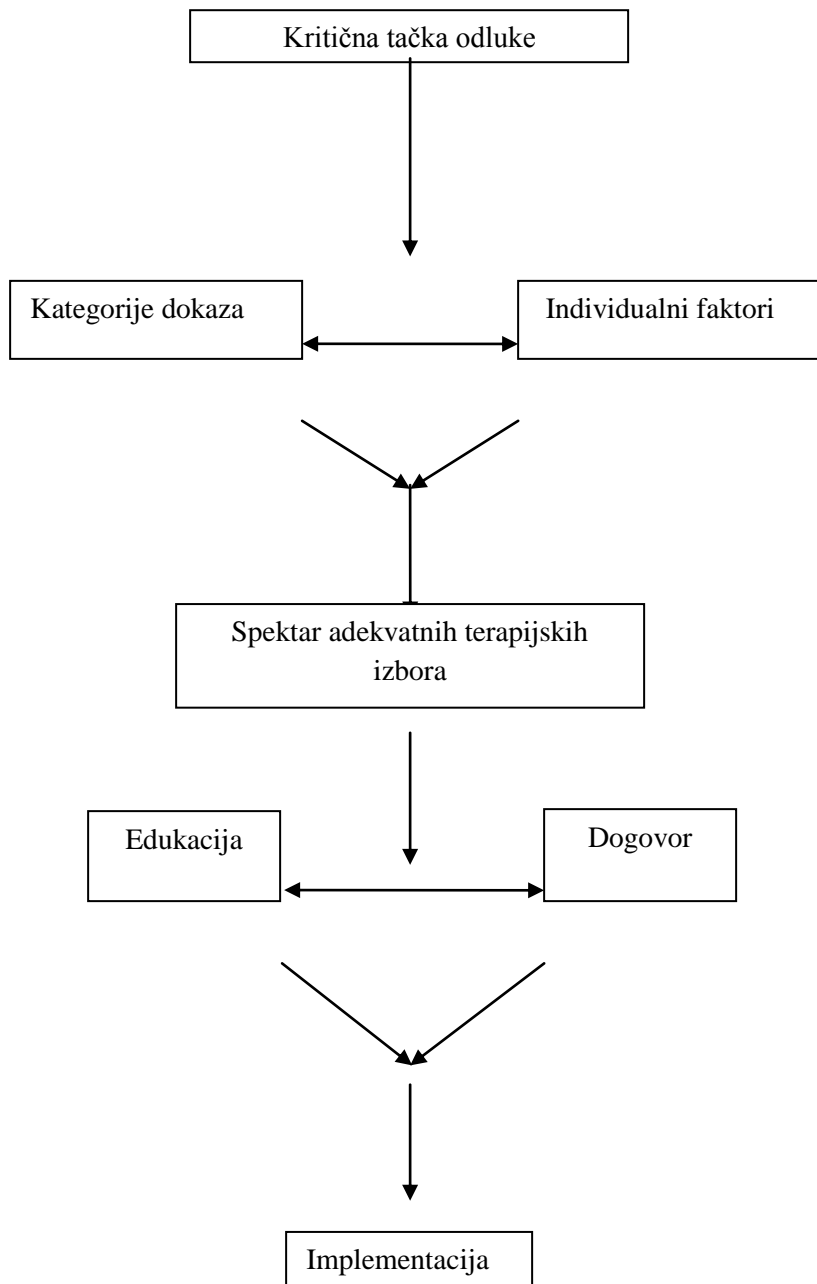 Kritična tačka odluke
Kategorije dokaza
Individualni faktori
Spektar adekvatnih terapijskih
izbora
Edukacija
Dogovor
Implementacija